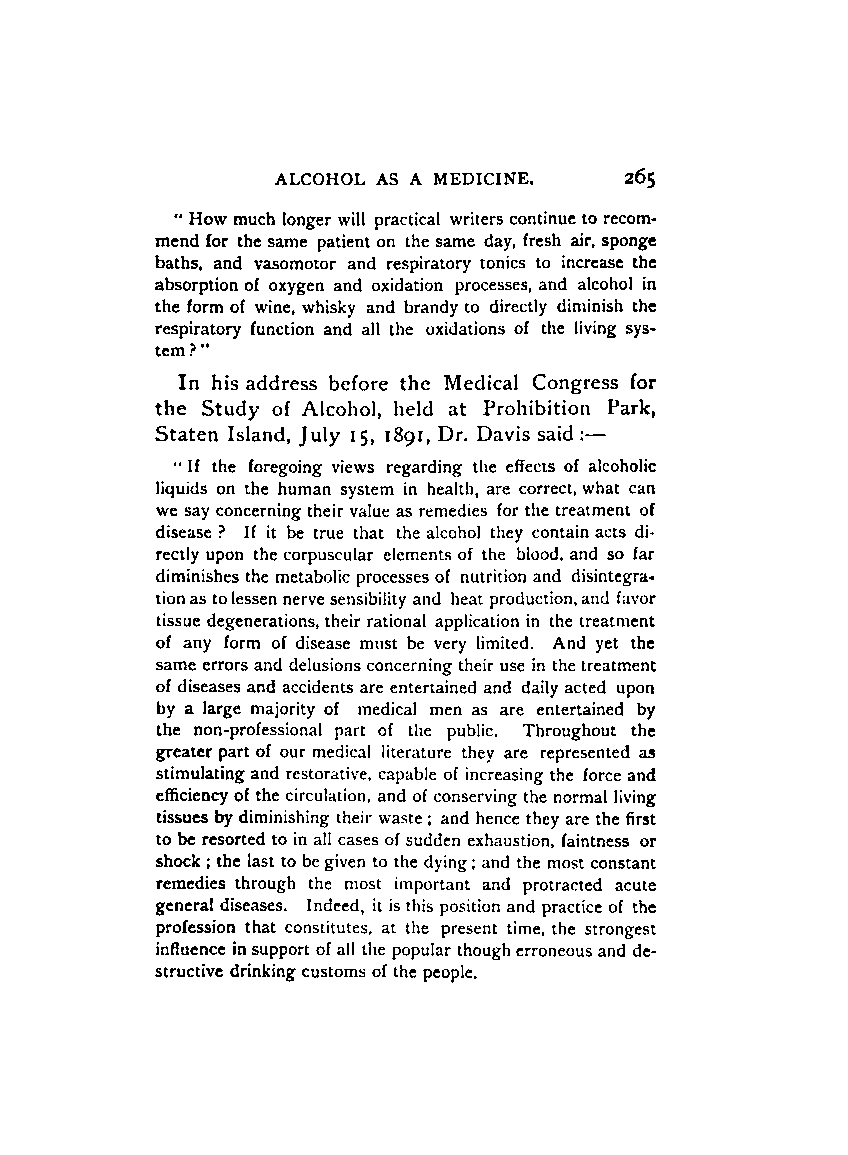 ALCOHOL AS A MEDICINE. 265
" How much longer will practical writers continue to recom-
mend for the same patient on the same day, fresh air, sponge
baths, and vasomotor and respiratory tonics to increase the
absorption of oxygen and oxidation processes, and alcohol in
the form of wine, whisky and brandy to directly diminish the
respiratory function and all the oxidations of the living sys-
tem ? "
In his address before the Medical Congress for
the Study of Alcohol, held at Prohibition Park,
Staten Island, July 15, 1891, Dr. Davis said :—
" If the foregoing views regarding the effects of alcoholic
liquids on the human system in health, are correct, what can
we say concerning their value as remedies for the treatment of
disease ? If it be true that the alcohol they contain acts di-
rectly upon the corpuscular elements of the blood, and so far
diminishes the metabolic processes of nutrition and disintegra-
tion as to lessen nerve sensibility and heat production, and favor
tissue degenerations, their rational application in the treatment
of any form of disease must be very limited. And yet the
same errors and delusions concerning their use in the treatment
of diseases and accidents are entertained and daily acted upon
by a large majority of medical men as are entertained by
the non-professional part of the public. Throughout the
greater part of our medical literature they are represented as
stimulating and restorative, capable of increasing the force and
efficiency of the circulation, and of conserving the normal living
tissues by diminishing their waste ; and hence they are the first
to be resorted to in all cases of sudden exhaustion, faintness or
shock ; the last to be given to the dying ; and the most constant
remedies through the most important and protracted acute
general diseases. Indeed, it is this position and practice of the
profession that constitutes, at the present time, the strongest
influence in support of all the popular though erroneous and de-
structive drinking customs of the people.